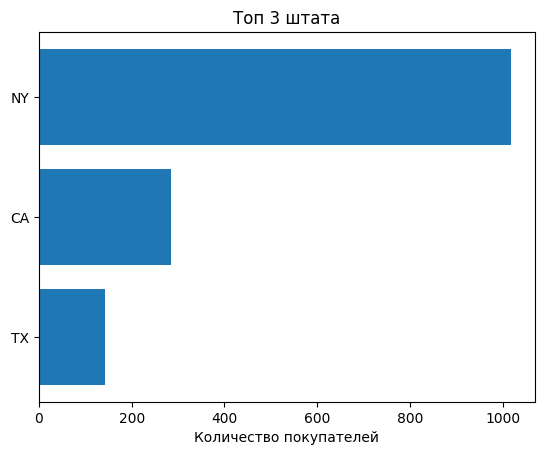 Топ 3 штата
NY
CA
TX
0 200 400 600 800 1000
Количество покупателей